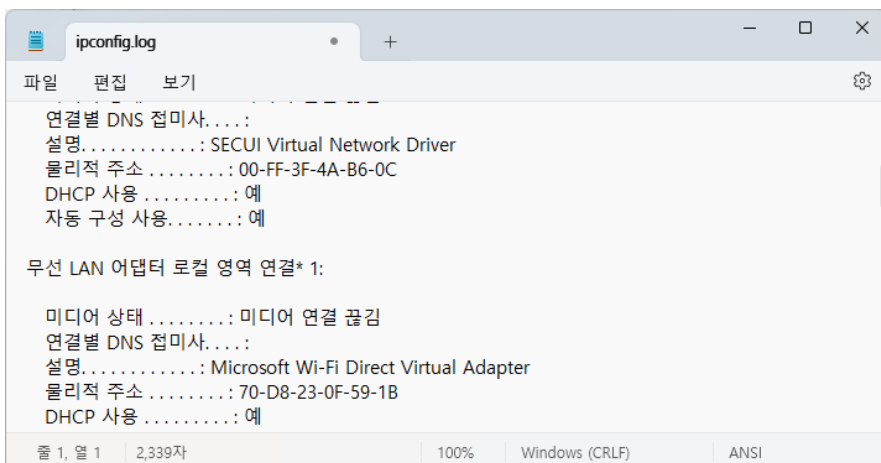 ipconfig.log
파일 편집 보기
연결별 DNS 접미사. . . . :
설명. . . . . . . . . . . . : SECUI Virtual Network Driver
물리적 주소 . . . . . . . . : 00-FF-3F-4A-B6-0C
DHCP 사용 . . . . . . . . . : 예
자동 구성 사용. . . . . . . : 예
무선 LAN 어댑터 로컬 영역 연결* 1:
미디어 상태 . . . . . . . . : 미디어 연결 끊김
연결별 DNS 접미사. . . . :
설명. . . . . . . . . . . . : Microsoft Wi-Fi Direct Virtual Adapter
물리적 주소 . . . . . . . . : 70-D8-23-0F-59-1B
DHCP 사용 . . . . . . . . . : 예
줄 1, 열 1 2,339자 100% Windows (CRLF) ANSI